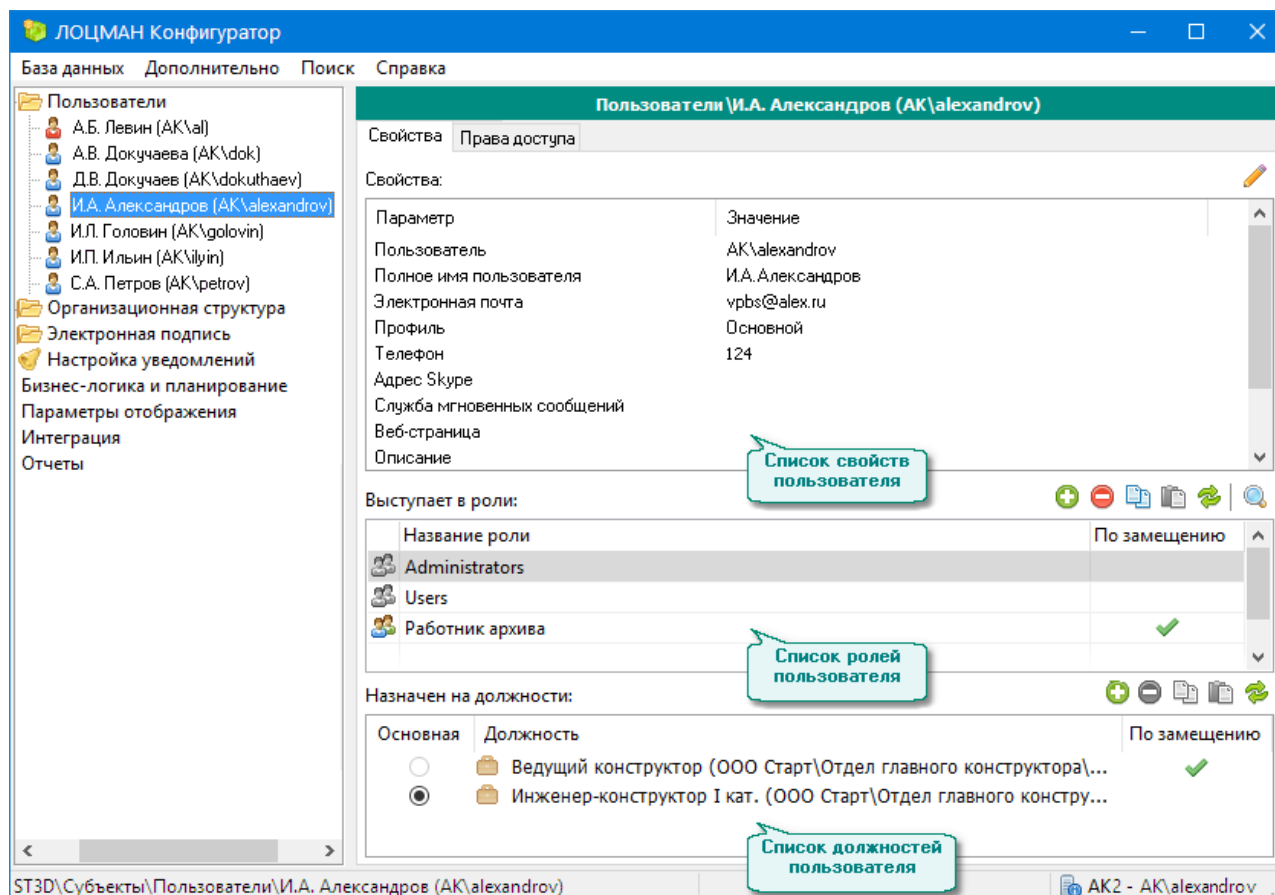 ЛОЦМАН Конфигуратор
База данных Дополнительно Поиск Справка
Пользователи
А.Б. Левин (AK\al)
А.В. Докучаева (AK\dok)
Д.В. Докучаев (AK\dokuthaev)
И.А. Александров (AK\alexandrov)
И.Л. Головин (AK\golovin)
И.П. Ильин (AK\ilyin)
С.А. Петров (AK\petrov)
Организационная структура
Электронная подпись
Настройка уведомлений
Бизнес-логика и планирование
Параметры отображения
Интеграция
Отчеты
Пользователи\И.А. Александров (AK\alexandrov)
Свойства Права доступа
Свойства:
Параметр Значение
Пользователь AK\alexandrov
Полное имя пользователя И.А.Александров
Электронная почта vpbs@alex.ru
Профиль Основной
Телефон 124
Адрес Skype
Служба мгновенных сообщений
Веб-страница
Описание
Список свойств
пользователя
Выступает в роли:
Название роли По замещению
Administrators
Users
Работник архива
Список ролей
пользователя
Назначен на должности:
Основная Должность По замещению
Ведущий конструктор (ООО Старт\Отдел главного конструктора\...
Инженер-конструктор I кат. (ООО Старт\Отдел главного констру...
Список должностей
пользователя
ST3D\Субъекты\Пользователи\И.А. Александров (AK\alexandrov) AK2 - AK\alexandrov